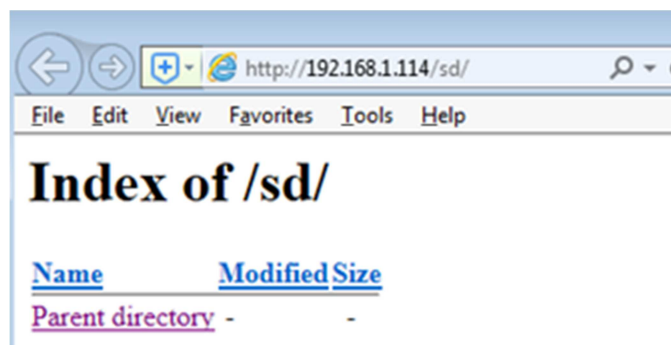 http://192.168.1.114/sd/
File Edit View Favorites Tools Help
Index of /sd/
Name Modified Size
Parent directory - -